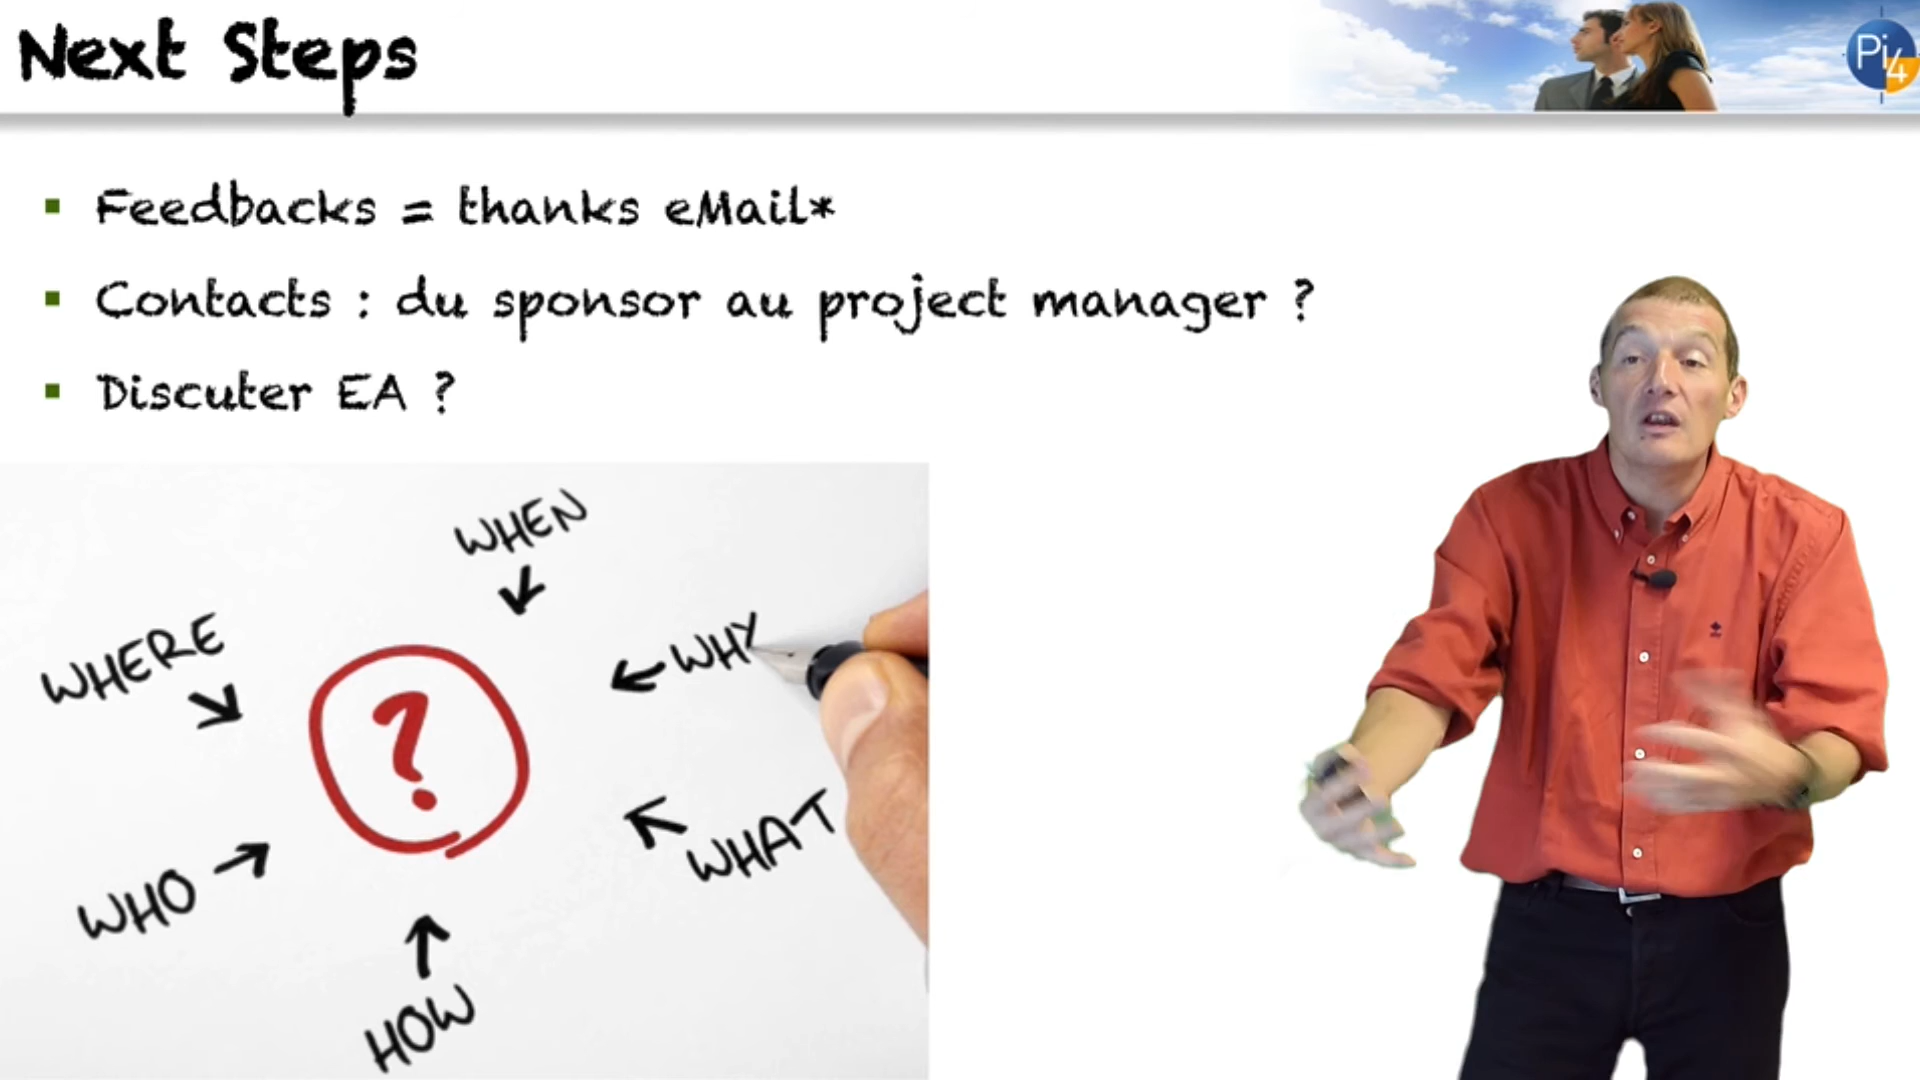 Next Steps
Pi4
Feedbacks = thanks eMail*
Contacts : du sponsor au project manager ?
Discuter EA ?
WHEN
WHERE
WHY
?
WHAT
WHO
HOW